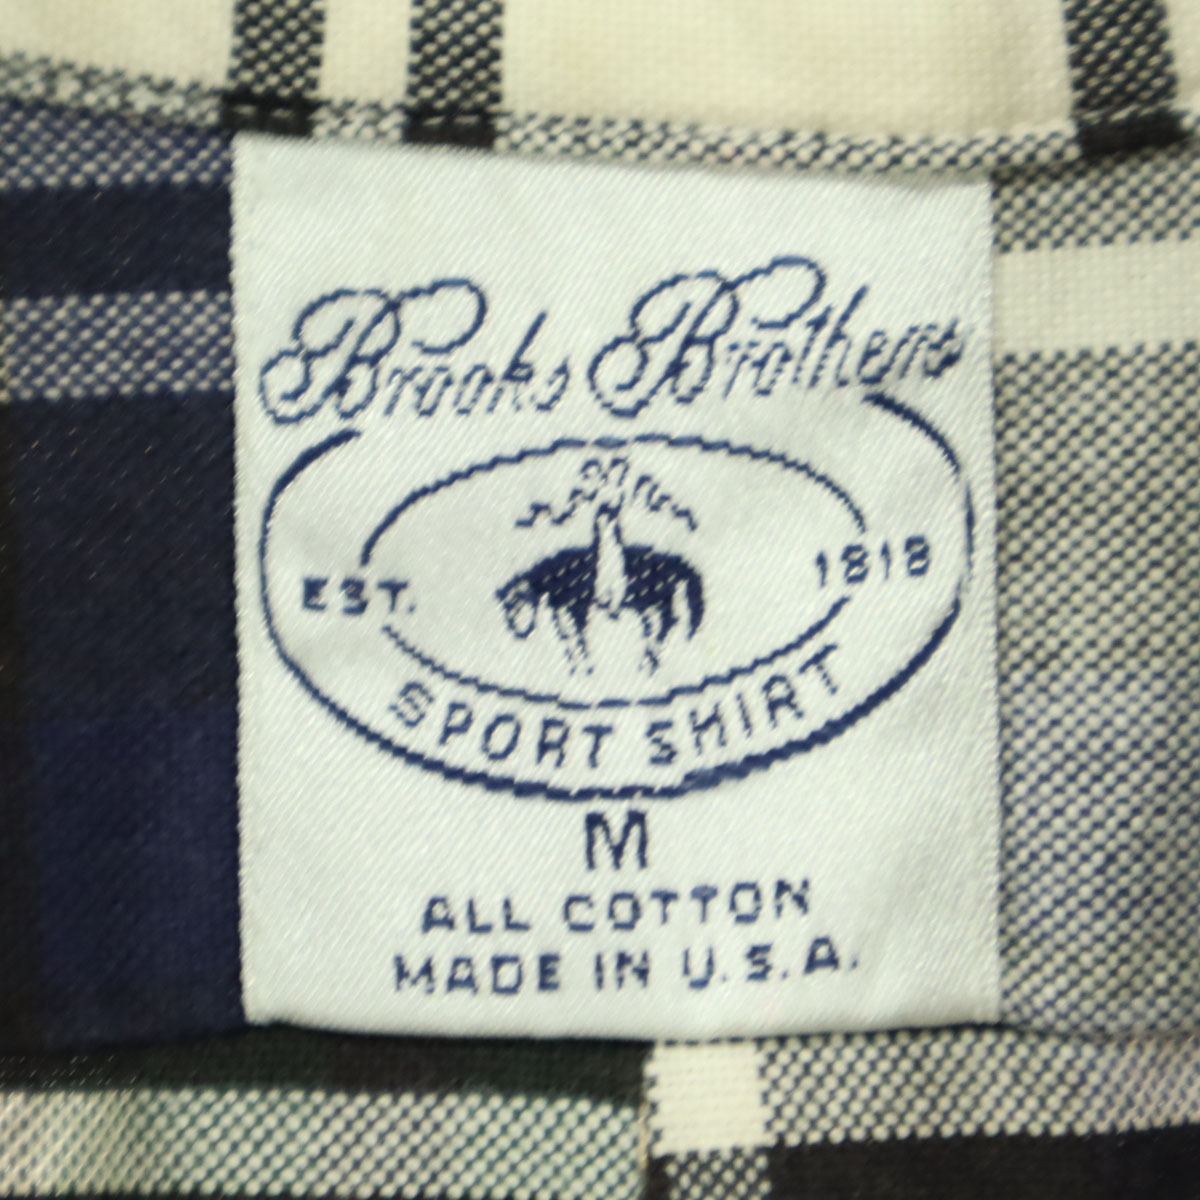 Brooks Brothers
EST. 1818
SPORT SHIRT
M
ALL COTTON
MADE IN U.S.A.